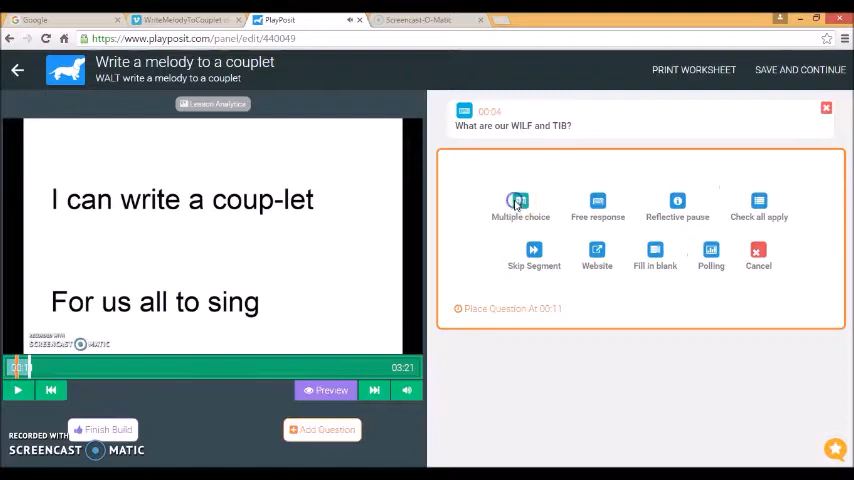 Google
WriteMelodyToCouplet
PlayPosit
Screencast-O-Matic
https://www.playposit.com/panel/edit/440049
Write a melody to a couplet
WALT write a melody to a couplet
PRINT WORKSHEET
SAVE AND CONTINUE
Lesson Analytics
00:04
What are our WILF and TIB?
I can write a coup-let
For us all to sing
RECORDED WITH
SCREENCAST MATIC
Multiple choice
Free response
Reflective pause
Check all apply
Skip Segment
Website
Fill in blank
Polling
Cancel
Place Question At 00:11
03:21
Preview
Finish Build
Add Question
RECORDED WITH
SCREENCAST MATIC